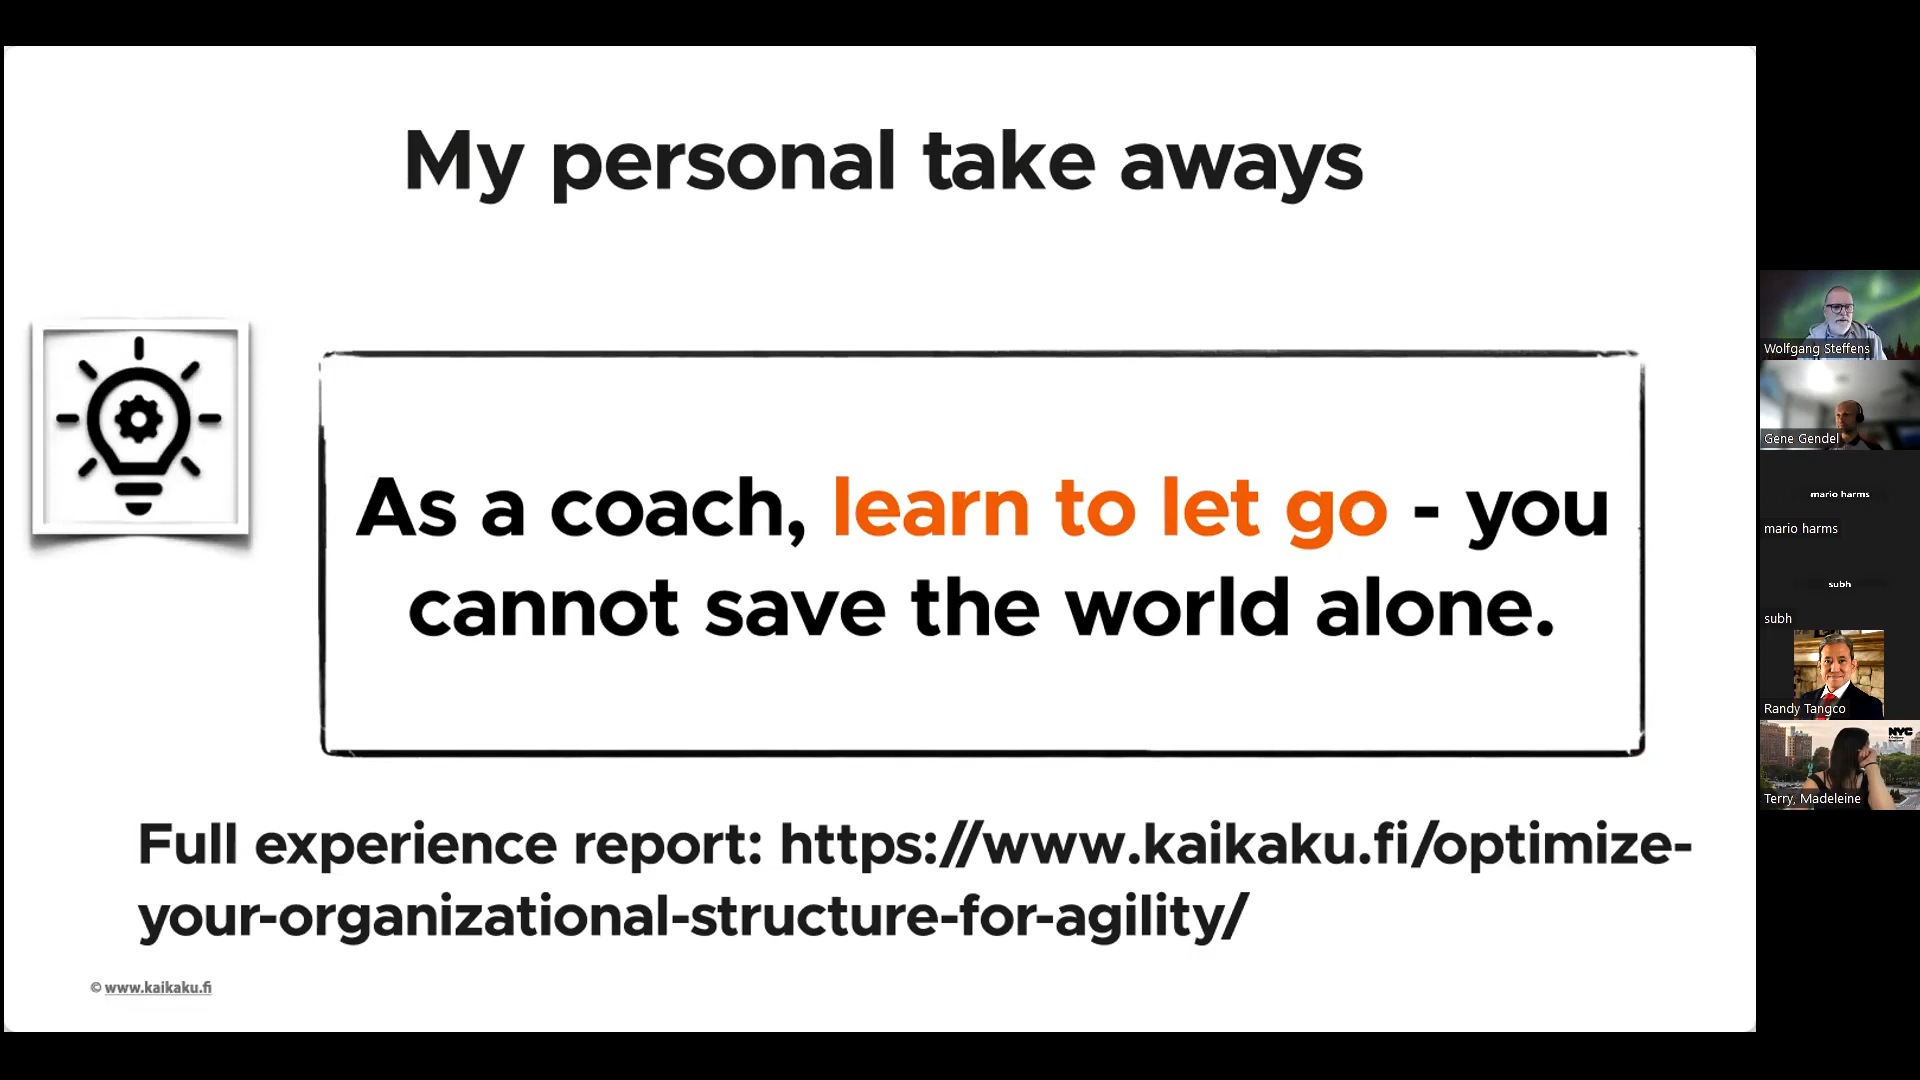 My personal take aways
As a coach, learn to let go - you
cannot save the world alone.
Full experience report: https://www.kaikaku.fi/optimize-
your-organizational-structure-for-agility/
© www.kaikaku.fi
Wolfgang Steffens
Gene Gendel
mario harms
mario harms
subh
subh
Randy Tangco
NYC
Terry, Madeleine